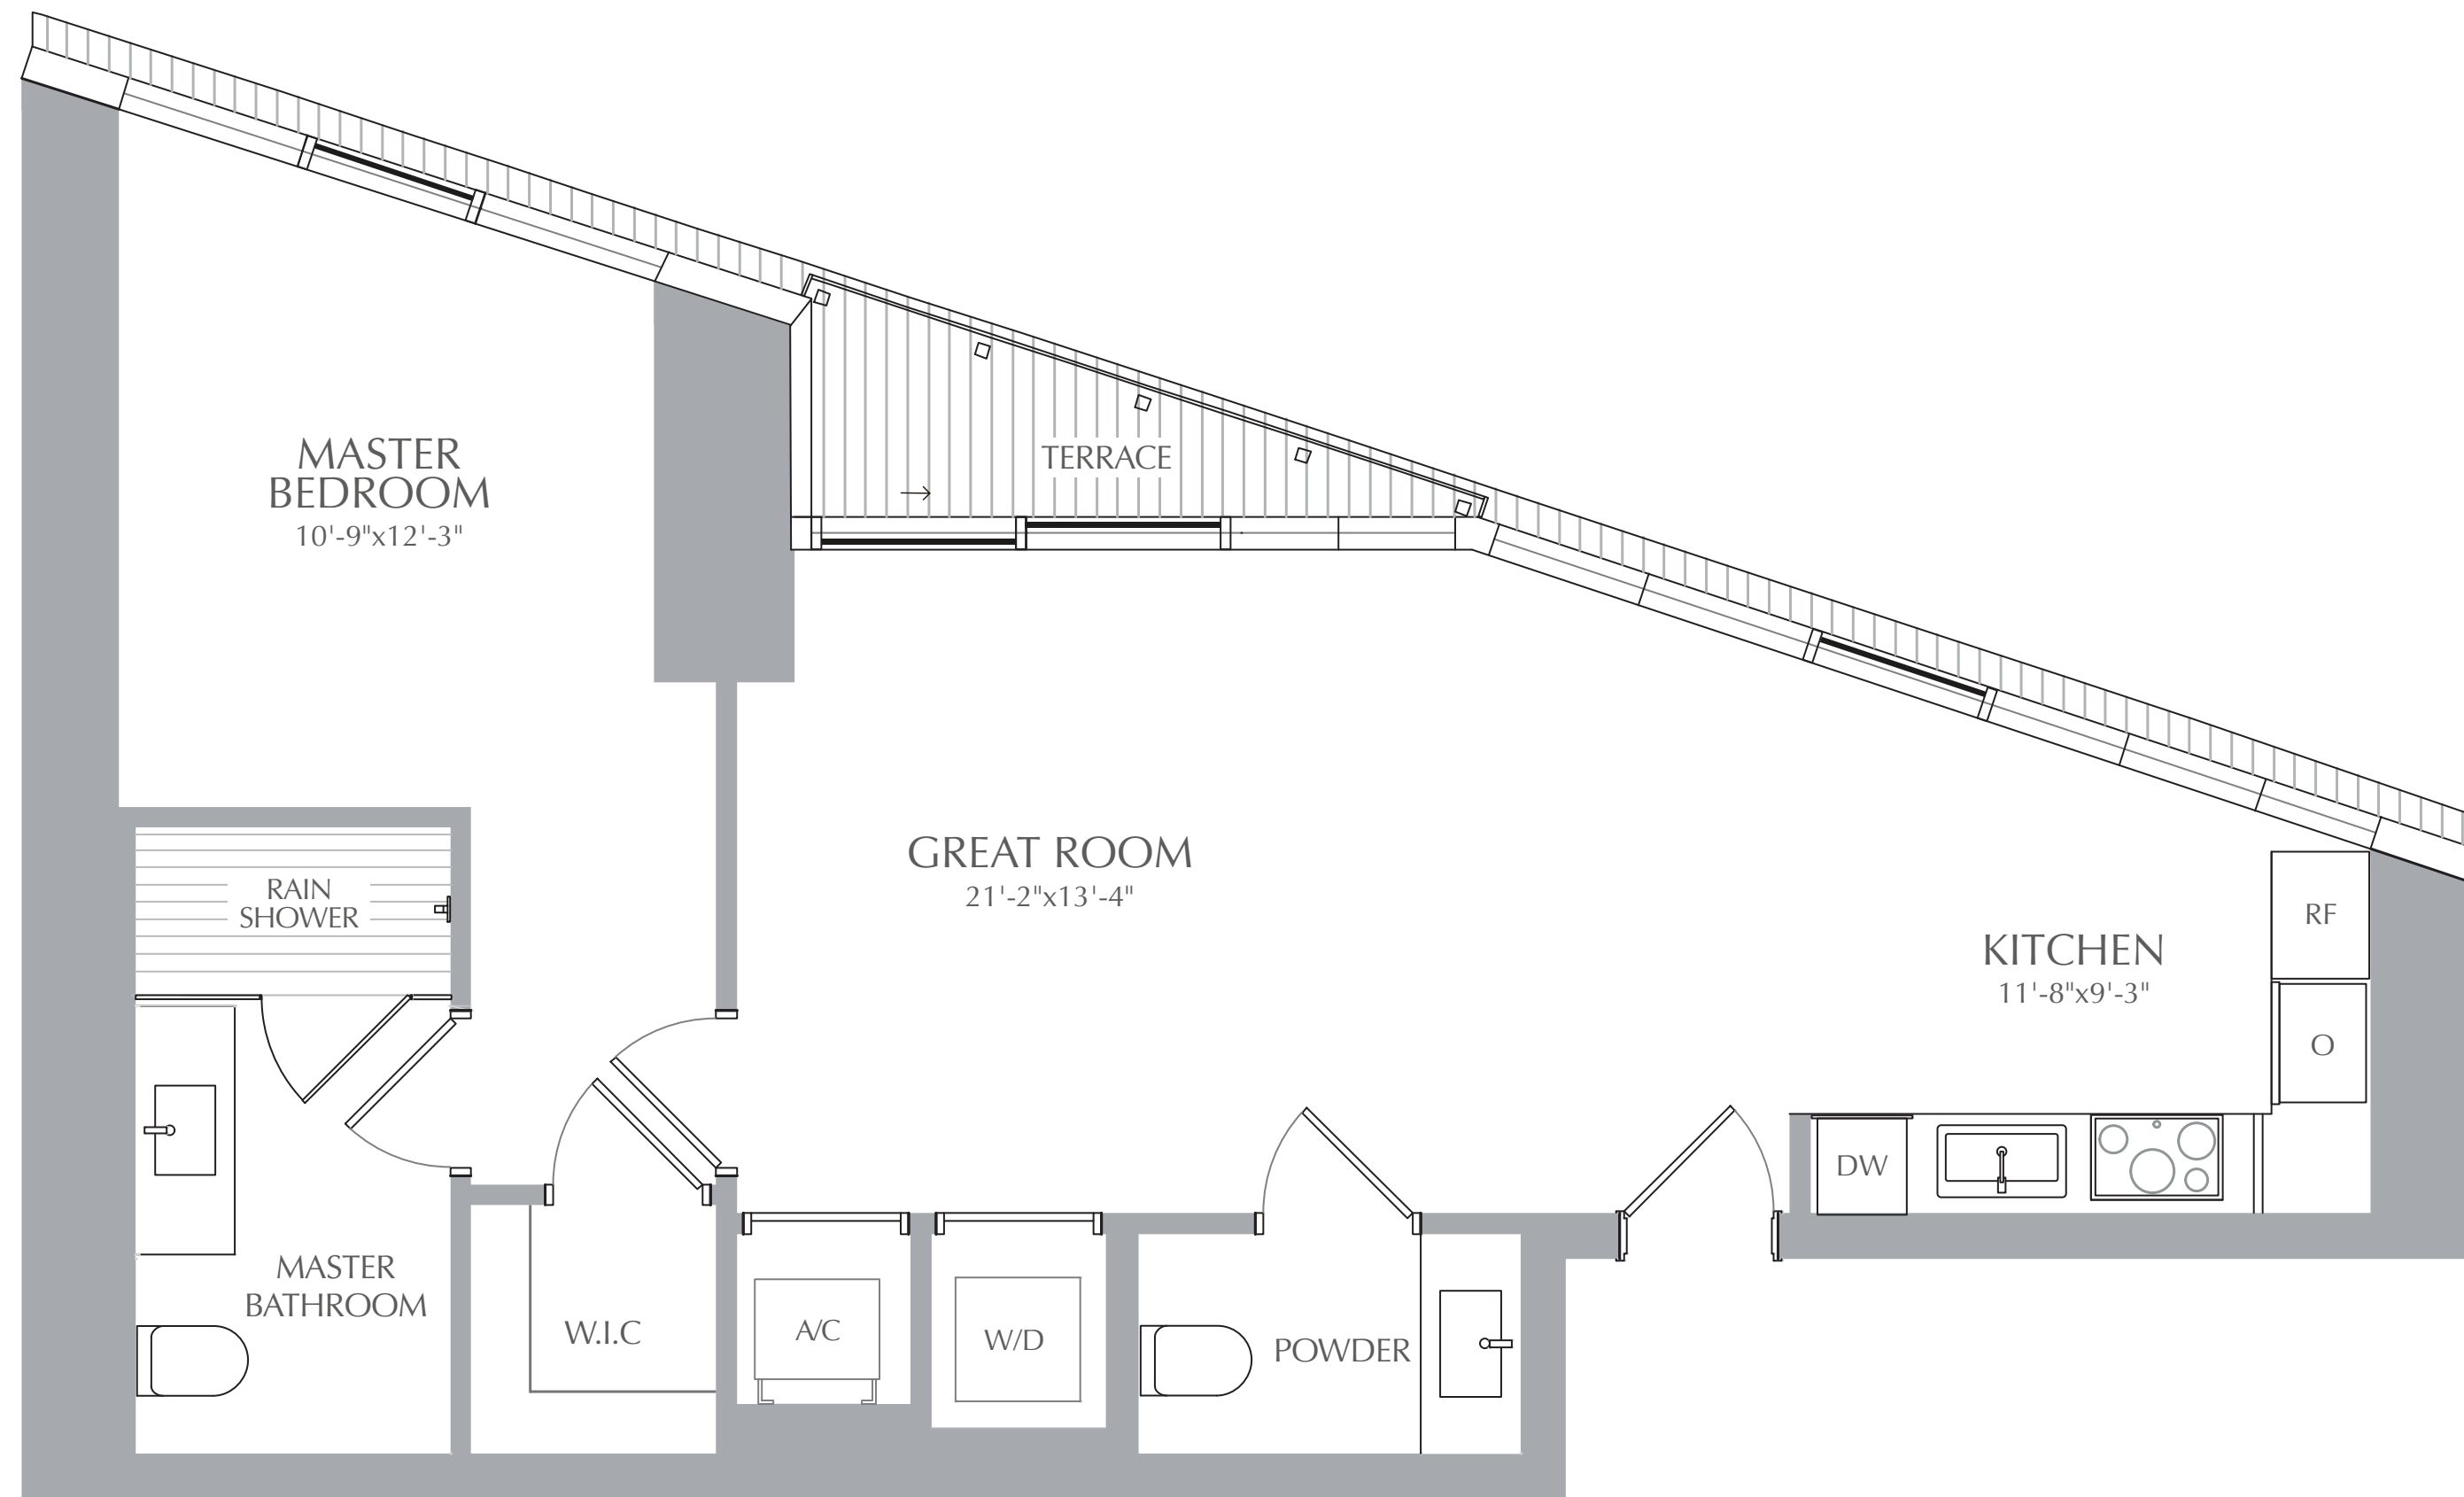 MASTER
BEDROOM
10'-9"x12'-3"
TERRACE
GREAT ROOM
21'-2"x13'-4"
KITCHEN
11'-8"x9'-3"
RF
O
DW
RAIN
SHOWER
MASTER
BATHROOM
W.I.C
A/C
W/D
POWDER